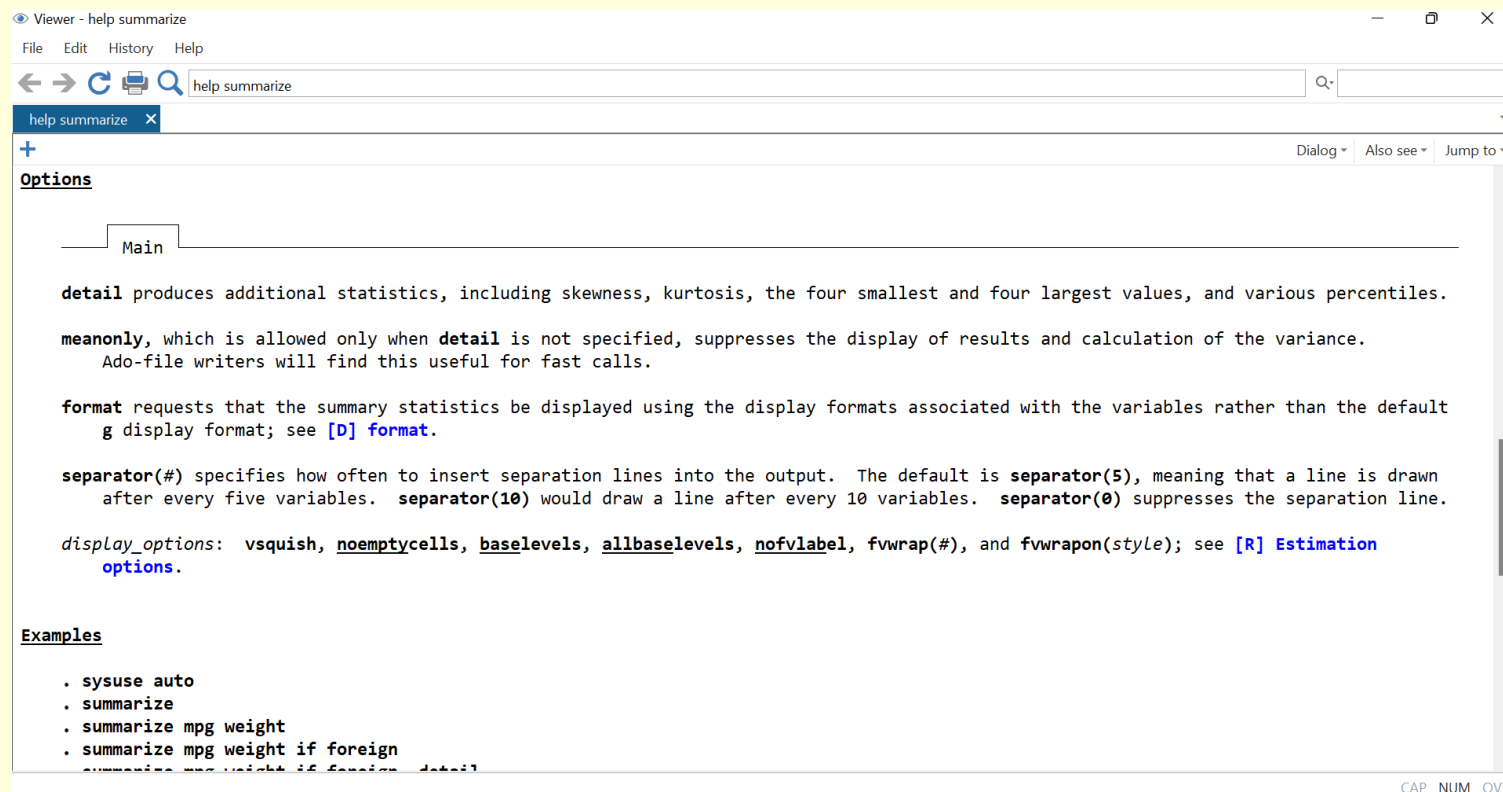 Viewer - help summarize
File Edit History Help
help summarize
help summarize
Dialog Also see Jump to
Options
Main
detail produces additional statistics, including skewness, kurtosis, the four smallest and four largest values, and various percentiles.
meanonly, which is allowed only when detail is not specified, suppresses the display of results and calculation of the variance.
Ado-file writers will find this useful for fast calls.
format requests that the summary statistics be displayed using the display formats associated with the variables rather than the default
g display format; see [D] format.
separator(#) specifies how often to insert separation lines into the output.  The default is separator(5), meaning that a line is drawn
after every five variables.  separator(10) would draw a line after every 10 variables.  separator(0) suppresses the separation line.
display_options:  vsquish, noemptycells, baselevels, allbaselevels, nofvlabel, fvwrap(#), and fvwrapon(style); see [R] Estimation
options.
Examples
. sysuse auto
. summarize
. summarize mpg weight
. summarize mpg weight if foreign
. summarize mpg weight if foreign, detail
CAP NUM OV